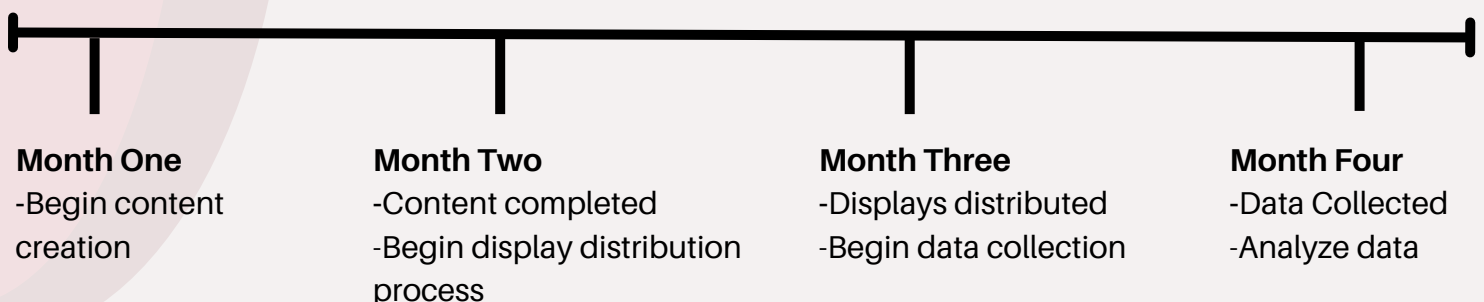 Month One
-Begin content
creation
Month Two
-Content completed
-Begin display distribution
process
Month Three
-Displays distributed
-Begin data collection
Month Four
-Data Collected
-Analyze data